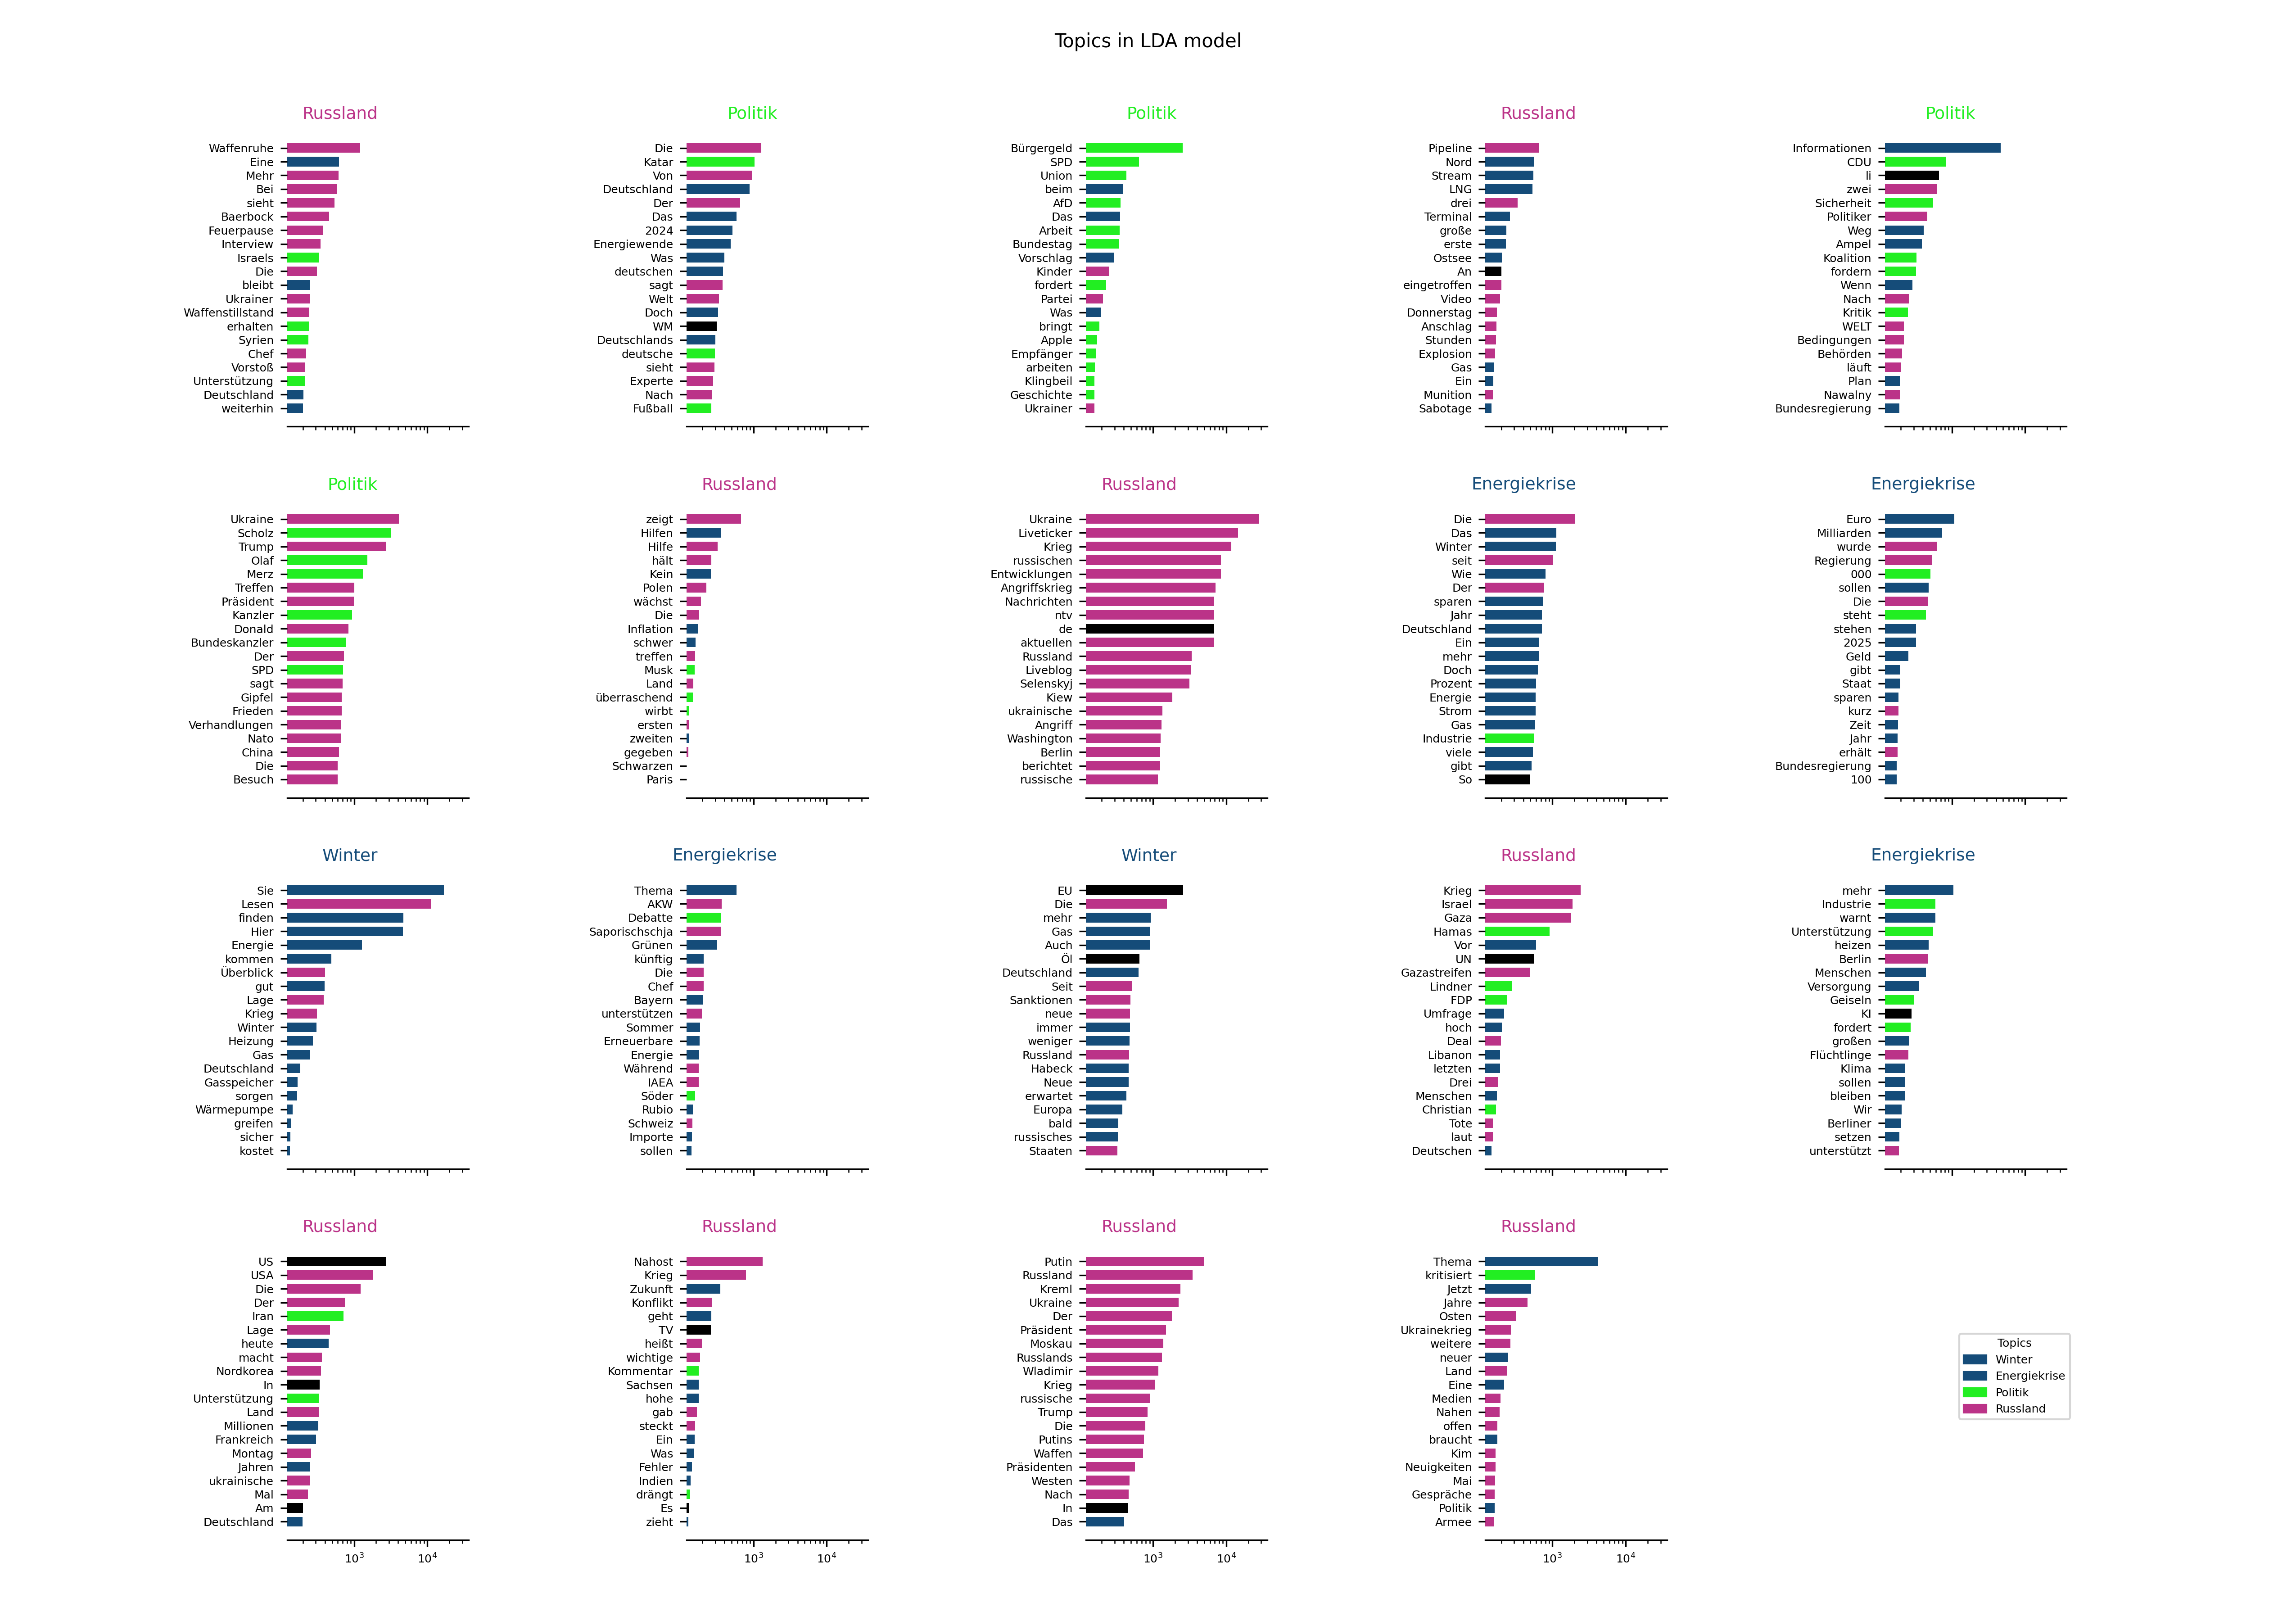 Topics in LDA model
Russland
Waffenruhe
Eine
Mehr
Bei
sieht
Baerbock
Feuerpause
Interview
Israels
Die
bleibt
Ukrainer
Waffenstillstand
erhalten
Syrien
Chef
Vorstoß
Unterstützung
Deutschland
weiterhin
Politik
Die
Katar
Von
Deutschland
Der
Das
2024
Energiewende
Was
deutschen
sagt
Welt
Doch
WM
Deutschlands
deutsche
sieht
Experte
Nach
Fußball
Politik
Bürgergeld
SPD
Union
beim
AfD
Das
Arbeit
Bundestag
Vorschlag
Kinder
fordert
Partei
Was
bringt
Apple
Empfänger
arbeiten
Klingbeil
Geschichte
Ukrainer
Russland
Pipeline
Nord
Stream
LNG
drei
Terminal
große
erste
Ostsee
An
eingetroffen
Video
Donnerstag
Anschlag
Stunden
Explosion
Gas
Ein
Munition
Sabotage
Politik
Informationen
CDU
li
zwei
Sicherheit
Politiker
Weg
Ampel
Koalition
fordern
Wenn
Nach
Kritik
WELT
Bedingungen
Behörden
läuft
Plan
Nawalny
Bundesregierung
Politik
Ukraine
Scholz
Trump
Olaf
Merz
Treffen
Präsident
Kanzler
Donald
Bundeskanzler
Der
SPD
sagt
Gipfel
Frieden
Verhandlungen
Nato
China
Die
Besuch
Russland
zeigt
Hilfen
Hilfe
hält
Kein
Polen
wächst
Die
Inflation
schwer
treffen
Musk
Land
überraschend
wirbt
ersten
zweiten
gegeben
Schwarzen
Paris
Russland
Ukraine
Liveticker
Krieg
russischen
Entwicklungen
Angriffskrieg
Nachrichten
ntv
de
aktuellen
Russland
Liveblog
Selenskyj
Kiew
ukrainische
Angriff
Washington
Berlin
berichtet
russische
Energiekrise
Die
Das
Winter
seit
Wie
Der
sparen
Jahr
Deutschland
Ein
mehr
Doch
Prozent
Energie
Strom
Gas
Industrie
viele
gibt
So
Energiekrise
Euro
Milliarden
wurde
Regierung
000
sollen
Die
steht
stehen
2025
Geld
gibt
Staat
sparen
kurz
Zeit
Jahr
erhält
Bundesregierung
100
Winter
Sie
Lesen
finden
Hier
Energie
kommen
Überblick
gut
Lage
Krieg
Winter
Heizung
Gas
Deutschland
Gasspeicher
sorgen
Wärmepumpe
greifen
sicher
kostet
Energiekrise
Thema
AKW
Debatte
Saporischschja
Grünen
künftig
Die
Chef
Bayern
unterstützen
Sommer
Erneuerbare
Energie
Während
IAEA
Söder
Rubio
Schweiz
Importe
sollen
Winter
EU
Die
mehr
Gas
Auch
Öl
Deutschland
Seit
Sanktionen
neue
immer
weniger
Russland
Habeck
Neue
erwartet
Europa
bald
russisches
Staaten
Russland
Krieg
Israel
Gaza
Hamas
Vor
UN
Gazastreifen
Lindner
FDP
Umfrage
hoch
Deal
Libanon
letzten
Drei
Menschen
Christian
Tote
laut
Deutschen
Energiekrise
mehr
Industrie
warnt
Unterstützung
heizen
Berlin
Menschen
Versorgung
Geiseln
KI
fordert
großen
Flüchtlinge
Klima
sollen
bleiben
Wir
Berliner
setzen
unterstützt
Russland
US
USA
Die
Der
Iran
Lage
heute
macht
Nordkorea
In
Unterstützung
Land
Millionen
Frankreich
Montag
Jahren
ukrainische
Mal
Am
Deutschland
10³ 10⁴
Russland
Nahost
Krieg
Zukunft
Konflikt
geht
TV
heißt
wichtige
Kommentar
Sachsen
hohe
gab
steckt
Ein
Was
Fehler
Indien
drängt
Es
zieht
10³ 10⁴
Russland
Putin
Russland
Kreml
Ukraine
Der
Präsident
Moskau
Russlands
Wladimir
Krieg
russische
Trump
Die
Putins
Waffen
Präsidenten
Westen
Nach
In
Das
10³ 10⁴
Russland
Thema
kritisiert
Jetzt
Jahre
Osten
Ukrainekrieg
weitere
neuer
Land
Eine
Medien
Nahen
offen
braucht
Kim
Neuigkeiten
Mai
Gespräche
Politik
Armee
10³ 10⁴
Topics
Winter
Energiekrise
Politik
Russland